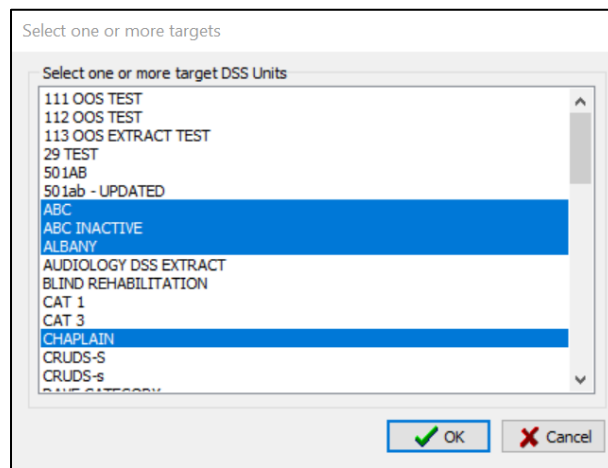 Select one or more targets
Select one or more target DSS Units
111 OOS TEST
112 OOS TEST
113 OOS EXTRACT TEST
29 TEST
501AB
501ab - UPDATED
ABC
ABC INACTIVE
ALBANY
AUDIOLOGY DSS EXTRACT
BLIND REHABILITATION
CAT 1
CAT 3
CHAPLAIN
CRUDS-S
CRUDS-s
OK Cancel